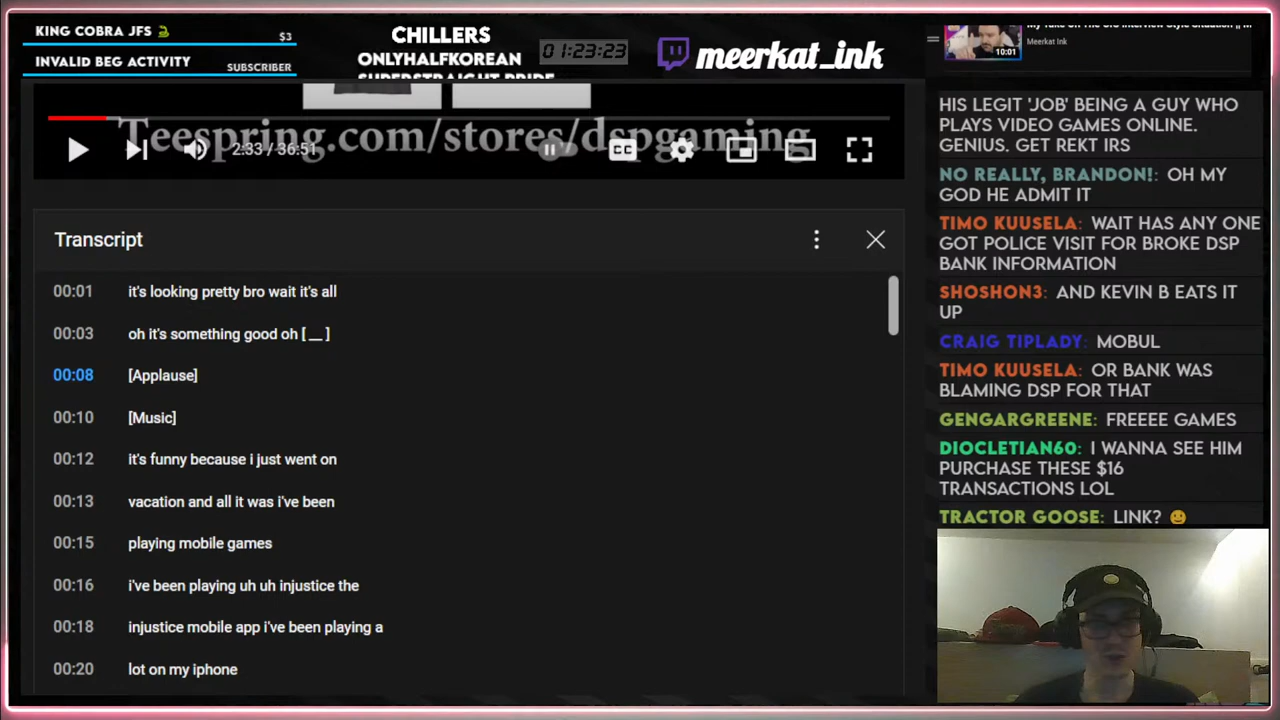 KING COBRA JFS
$3
INVALID BEG ACTIVITY
SUBSCRIBER
CHILLERS
ONLYHALFKOREAN
SUPERSTRAIGHT PRIDE
01:23:23
meerkat_ink
Meerkat Ink
10:01
Teespring.com/stores/dspgaming
2:33 / 36:51
CC
Transcript
00:01 it's looking pretty bro wait it's all
00:03 oh it's something good oh [ __ ]
00:08 [Applause]
00:10 [Music]
00:12 it's funny because i just went on
00:13 vacation and all it was i've been
00:15 playing mobile games
00:16 i've been playing uh uh injustice the
00:18 injustice mobile app i've been playing a
00:20 lot on my iphone
HIS LEGIT 'JOB' BEING A GUY WHO
PLAYS VIDEO GAMES ONLINE.
GENIUS. GET REKT IRS
NO REALLY, BRANDON!: OH MY
GOD HE ADMIT IT
TIMO KUUSELA: WAIT HAS ANY ONE
GOT POLICE VISIT FOR BROKE DSP
BANK INFORMATION
SHOSHON3: AND KEVIN B EATS IT
UP
CRAIG TIPLADY: MOBUL
TIMO KUUSELA: OR BANK WAS
BLAMING DSP FOR THAT
GENGARGREENE: FREEEE GAMES
DIOCLETIAN60: I WANNA SEE HIM
PURCHASE THESE $16
TRANSACTIONS LOL
TRACTOR GOOSE: LINK?